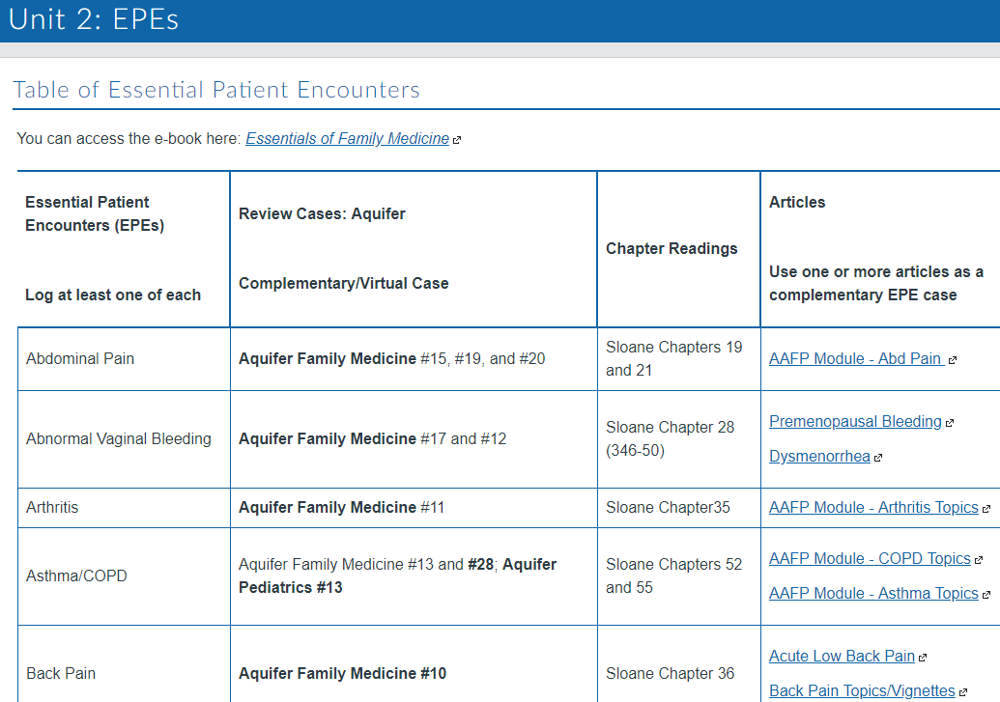 Unit 2: EPEs
Table of Essential Patient Encounters
You can access the e-book here: Essentials of Family Medicine
Essential Patient
Encounters (EPEs)
Log at least one of each
Review Cases: Aquifer
Complementary/Virtual Case
Chapter Readings
Articles
Use one or more articles as a
complementary EPE case
Abdominal Pain
Aquifer Family Medicine #15, #19, and #20
Sloane Chapters 19
and 21
AAFP Module - Abd Pain
Abnormal Vaginal Bleeding
Aquifer Family Medicine #17 and #12
Sloane Chapter 28
(346-50)
Premenopausal Bleeding
Dysmenorrhea
Arthritis
Aquifer Family Medicine #11
Sloane Chapter35
AAFP Module - Arthritis Topics
Asthma/COPD
Aquifer Family Medicine #13 and #28; Aquifer
Pediatrics #13
Sloane Chapters 52
and 55
AAFP Module - COPD Topics
AAFP Module - Asthma Topics
Back Pain
Aquifer Family Medicine #10
Sloane Chapter 36
Acute Low Back Pain
Back Pain Topics/Vignettes